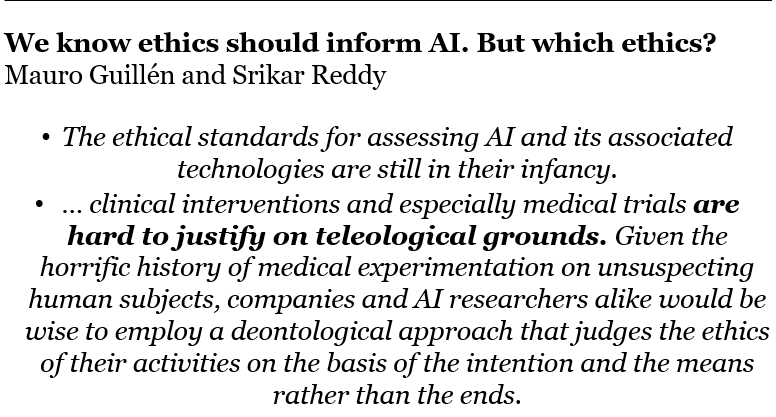 We know ethics should inform AI. But which ethics?
Mauro Guillén and Srikar Reddy
• The ethical standards for assessing AI and its associated
technologies are still in their infancy.
• ... clinical interventions and especially medical trials are
hard to justify on teleological grounds. Given the
horrific history of medical experimentation on unsuspecting
human subjects, companies and AI researchers alike would be
wise to employ a deontological approach that judges the ethics
of their activities on the basis of the intention and the means
rather than the ends.